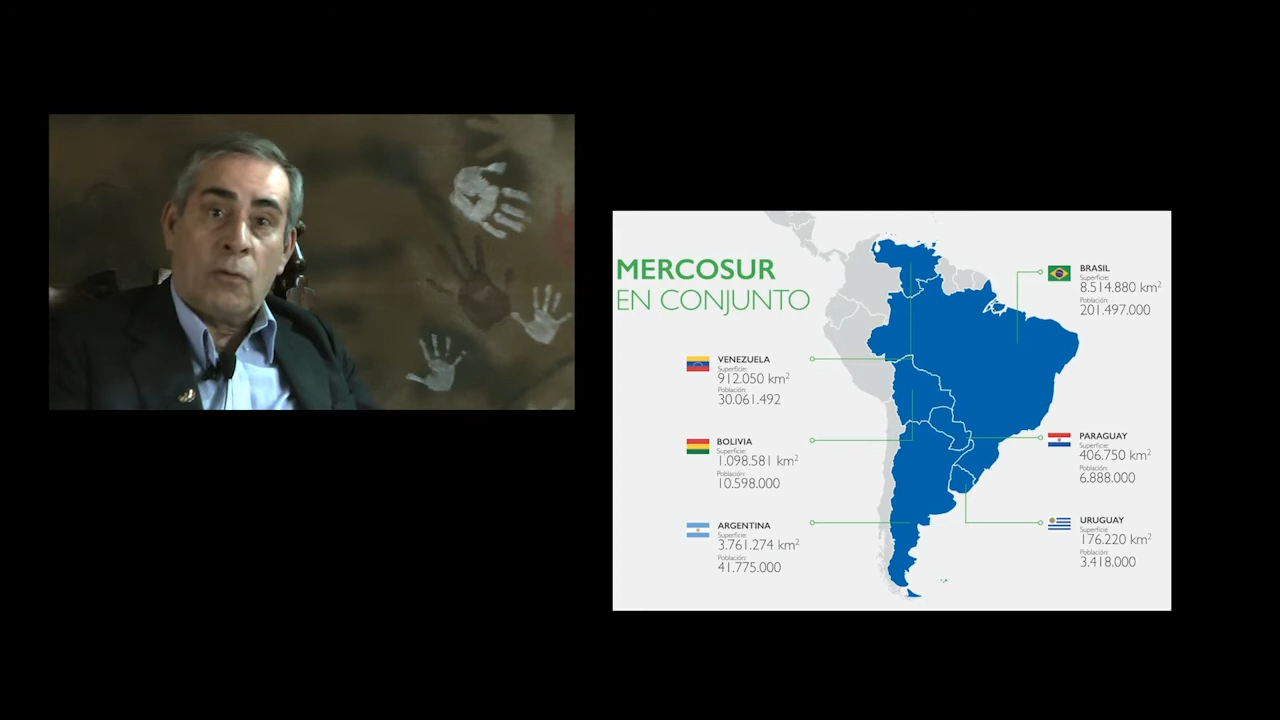 MERCOSUR
EN CONJUNTO
VENEZUELA
Superficie:
912.050 km²
Población:
30.061.492
BOLIVIA
Superficie:
1.098.581 km²
Población:
10.598.000
ARGENTINA
Superficie:
3.761.274 km²
Población:
41.775.000
BRASIL
Superficie:
8.514.880 km²
Población:
201.497.000
PARAGUAY
Superficie:
406.750 km²
Población:
6.888.000
URUGUAY
Superficie
176.220 km²
Población:
3.418.000